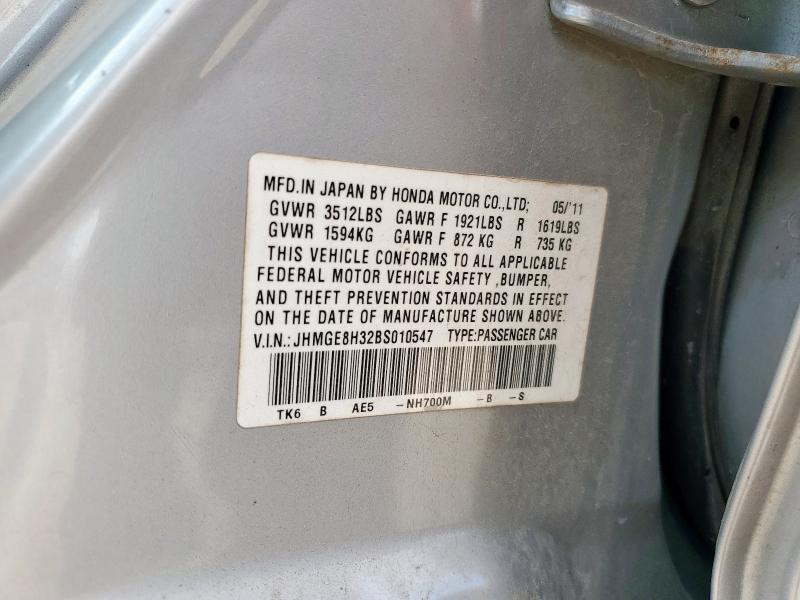 MFD.IN JAPAN BY HONDA MOTOR CO.,LTD; 05/'11
GVWR 3512LBS GAWR F 1921LBS R 1619LBS
GVWR 1594KG GAWR F 872 KG R 735 KG
THIS VEHICLE CONFORMS TO ALL APPLICABLE
FEDERAL MOTOR VEHICLE SAFETY ,BUMPER,
AND THEFT PREVENTION STANDARDS IN EFFECT
ON THE DATE OF MANUFACTURE SHOWN ABOVE.
V.I.N.: JHMGE8H32BS010547 TYPE:PASSENGER CAR
TK6 B AE5 -NH700M -B -S